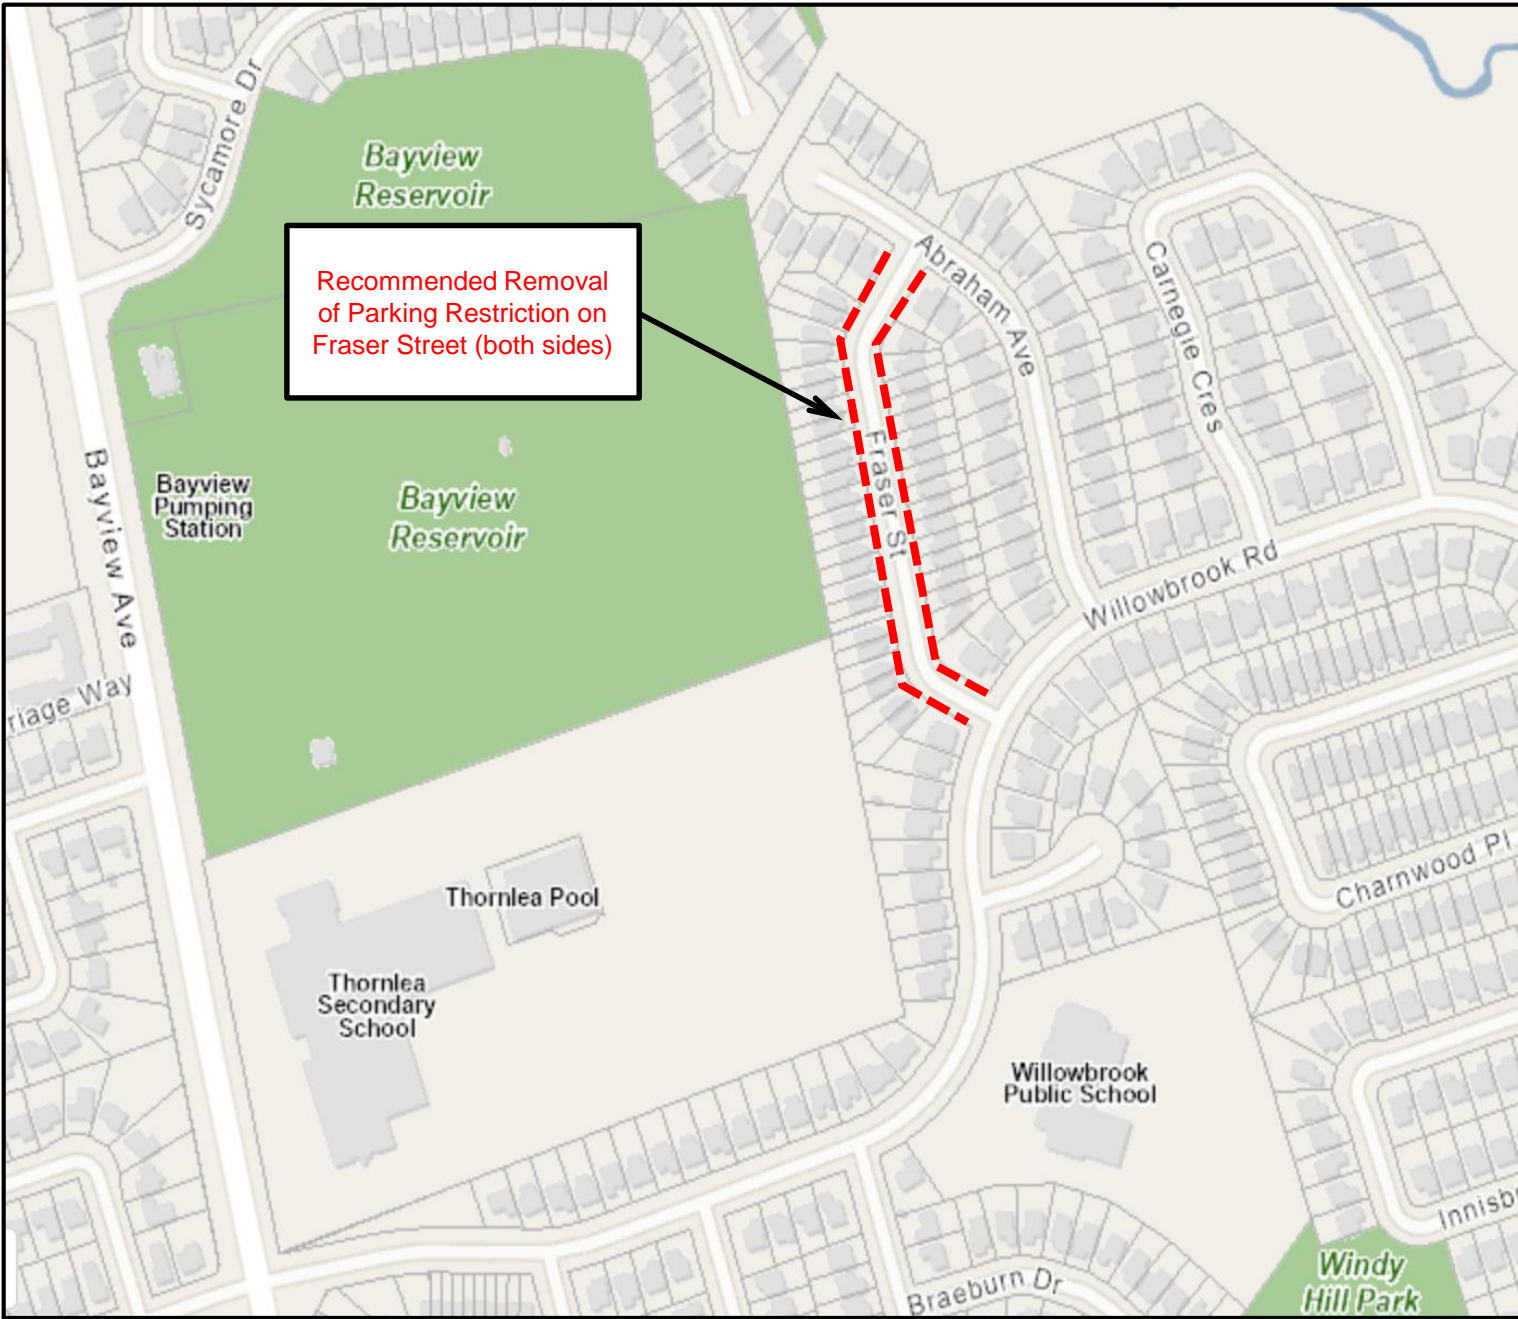 Sycamore Dr
Bayview
Reservoir
Recommended Removal
of Parking Restriction on
Fraser Street (both sides)
Abraham Ave
Carnegie Cres
Fraser St
Bayview Ave
Bayview
Pumping
Station
Bayview
Reservoir
Willowbrook Rd
riage Way
Charnwood Pl
Thornlea Pool
Thornlea
Secondary
School
Willowbrook
Public School
Innisb
Braeburn Dr
Windy
Hill Park